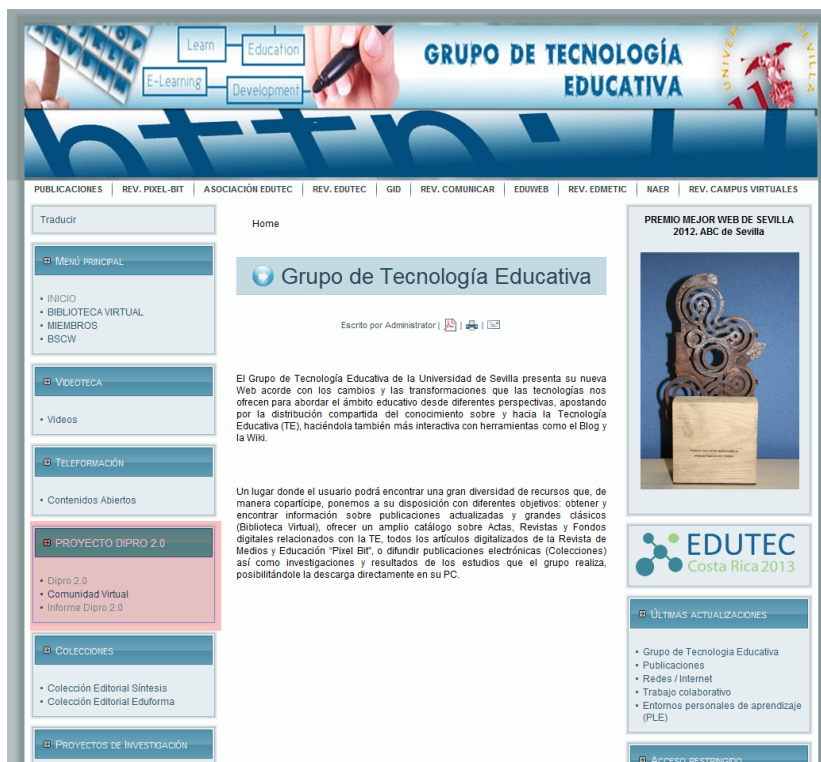 Learn
Education
E-Learning
Development
GRUPO DE TECNOLOGÍA
EDUCATIVA
UNIVER
SEVILLA
http://
PUBLICACIONES
REV. PIXEL-BIT
ASOCIACIÓN EDUTEC
REV. EDUTEC
GID
REV. COMUNICAR
EDUWEB
REV. EDMETIC
NAER
REV. CAMPUS VIRTUALES
Traducir
MENÚ PRINCIPAL
INICIO
BIBLIOTECA VIRTUAL
MIEMBROS
BSCW
VIDEOTECA
Videos
TELEFORMACIÓN
Contenidos Abiertos
PROYECTO DIPRO 2.0
Dipro 2.0
Comunidad Virtual
Informe Dipro 2.0
COLECCIONES
Colección Editorial Síntesis
Colección Editorial Eduforma
PROYECTOS DE INVESTIGACIÓN
Home
Grupo de Tecnología Educativa
Escrito por Administrator | | |
El Grupo de Tecnología Educativa de la Universidad de Sevilla presenta su nueva
Web acorde con los cambios y las transformaciones que las tecnologías nos
ofrecen para abordar el ámbito educativo desde diferentes perspectivas, apostando
por la distribución compartida del conocimiento sobre y hacia la Tecnología
Educativa (TE), haciéndola también más interactiva con herramientas como el Blog y
la Wiki.
Un lugar donde el usuario podrá encontrar una gran diversidad de recursos que, de
manera copartícipe, ponemos a su disposición con diferentes objetivos: obtener y
encontrar información sobre publicaciones actualizadas y grandes clásicos
(Biblioteca Virtual), ofrecer un amplio catálogo sobre Actas, Revistas y Fondos
digitales relacionados con la TE, todos los artículos digitalizados de la Revista de
Medios y Educación "Pixel Bit", o difundir publicaciones electrónicas (Colecciones)
así como investigaciones y resultados de los estudios que el grupo realiza,
posibilitándole la descarga directamente en su PC.
PREMIO MEJOR WEB DE SEVILLA
2012. ABC de Sevilla
EDUTEC
Costa Rica 2013
ÚLTIMAS ACTUALIZACIONES
Grupo de Tecnologia Educativa
Publicaciones
Redes / Internet
Trabajo colaborativo
Entornos personales de aprendizaje
(PLE)
ACCESO RESTRINGIDO